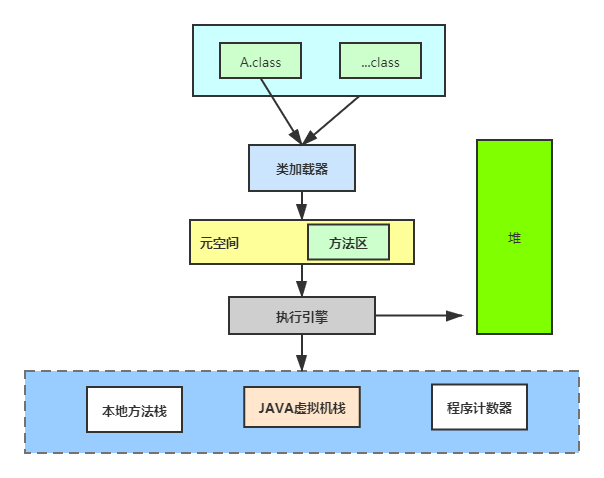 A.class
...class
类加载器
元空间
方法区
堆
执行引擎
本地方法栈
JAVA虚拟机栈
程序计数器